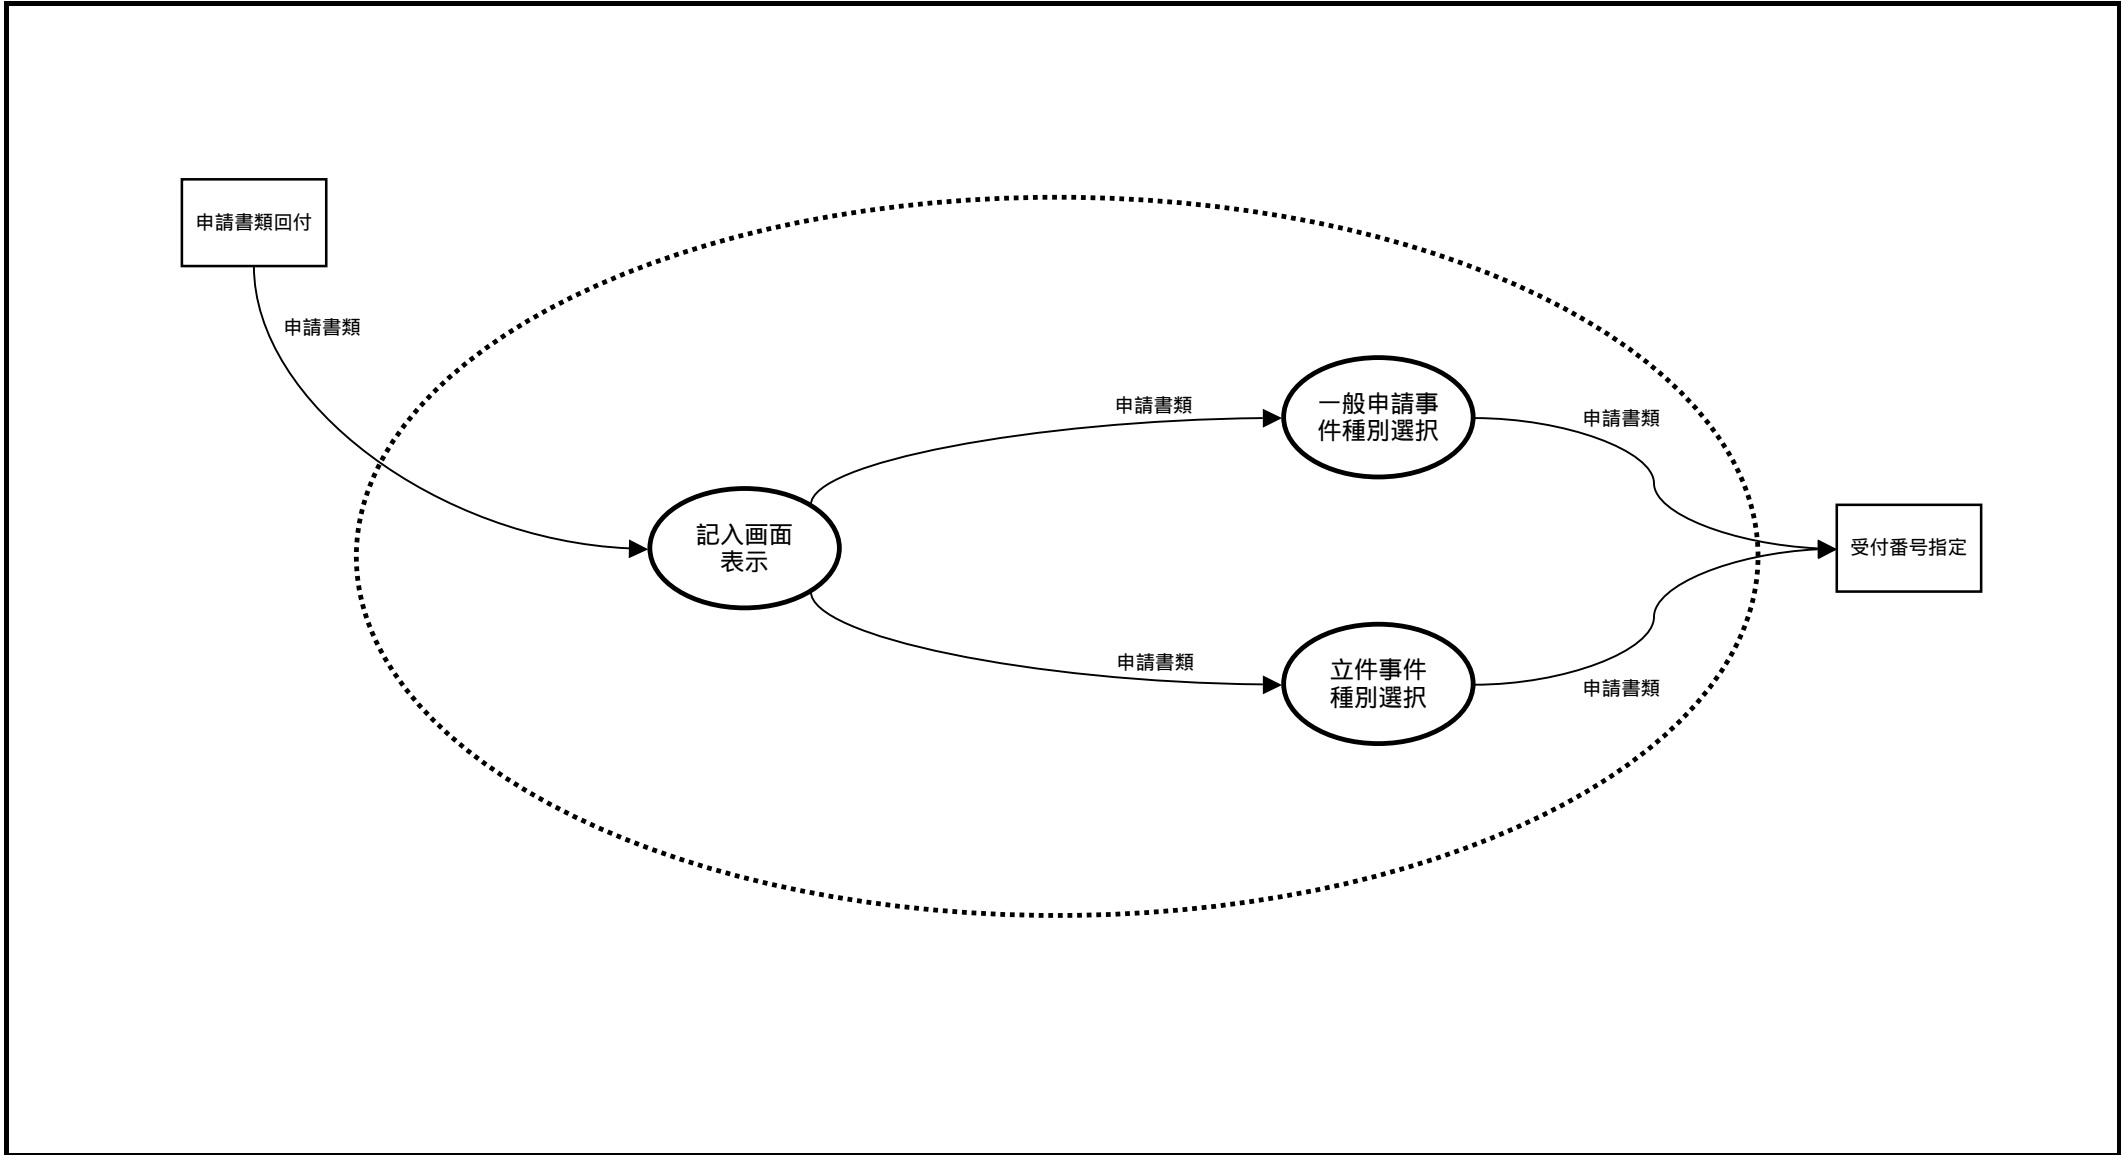 申請書類回付
申請書類
記入画面
表示
申請書類
一般申請事
件種別選択
申請書類
申請書類
立件事件
種別選択
申請書類
受付番号指定